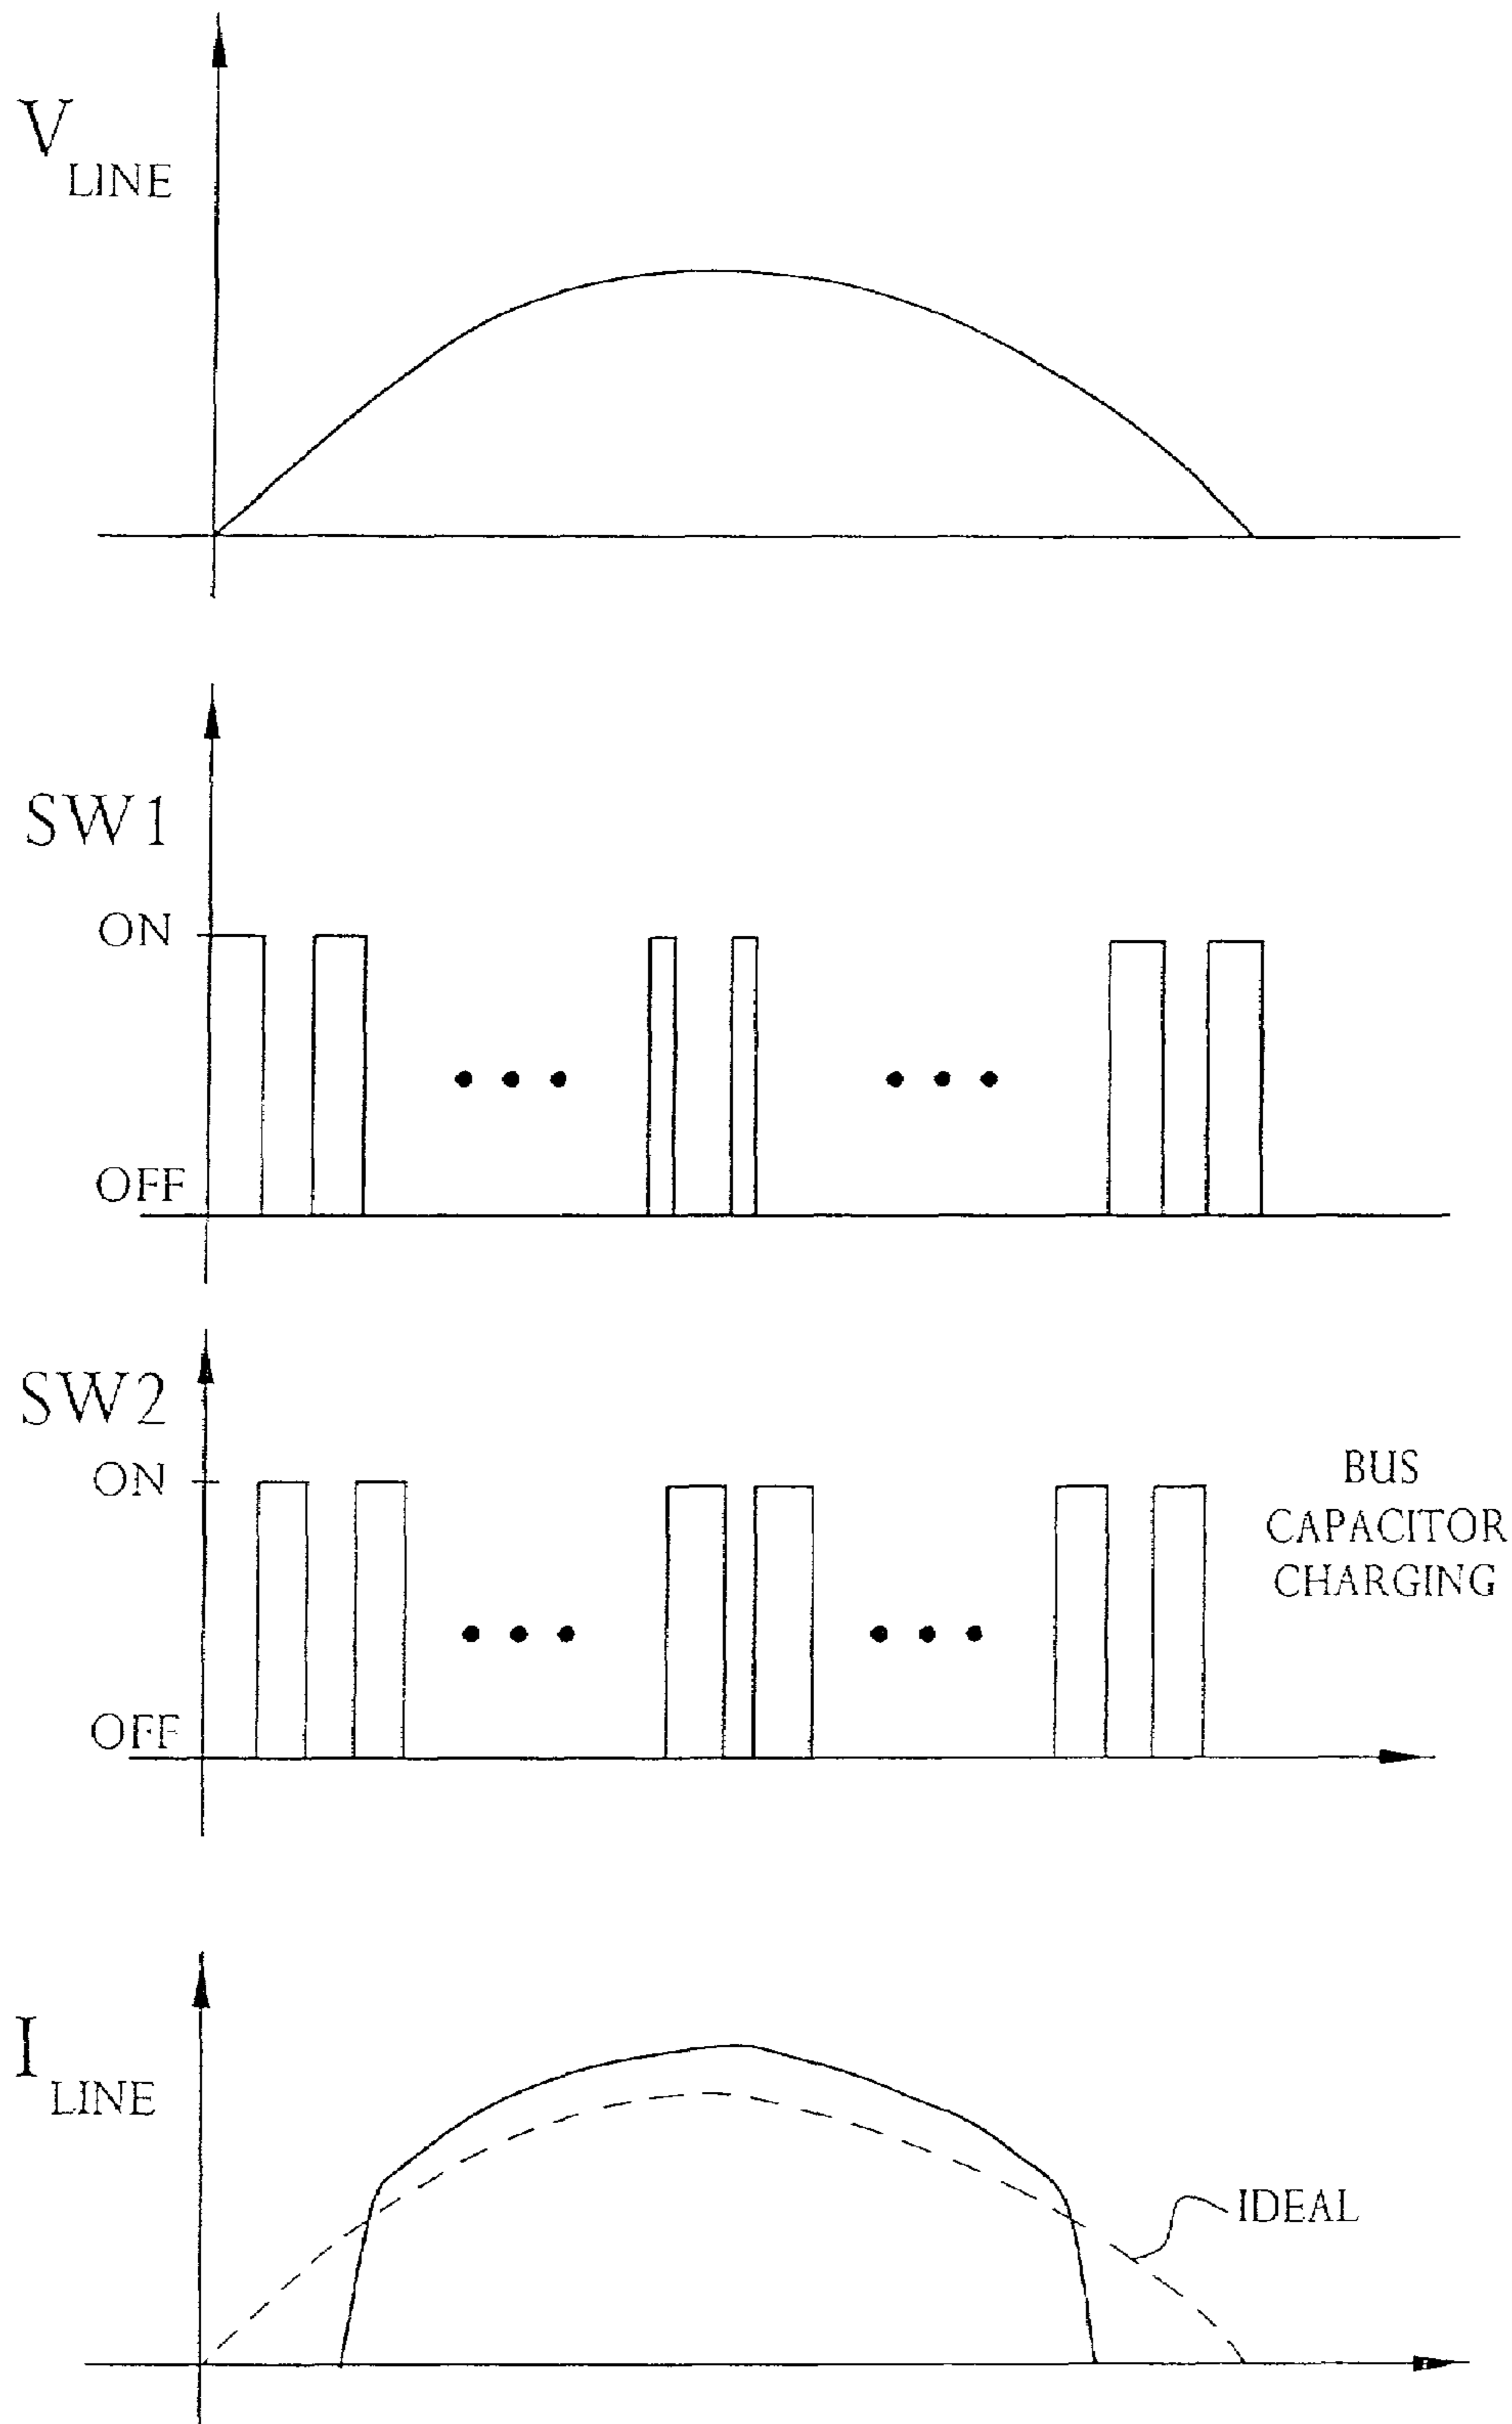 V LINE
SW1
ON
OFF
SW2
ON
BUS
CAPACITOR
CHARGING
OFF
I LINE
IDEAL